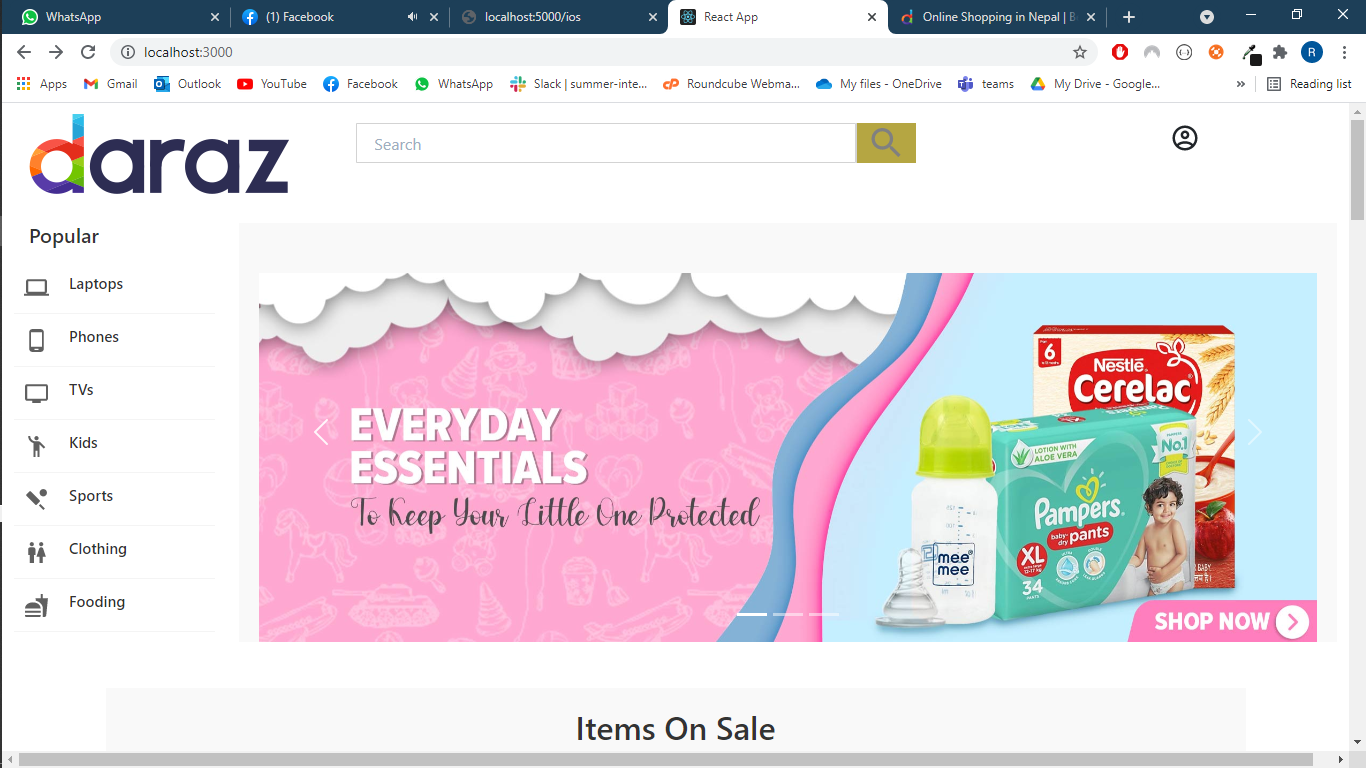 WhatsApp
(1) Facebook
localhost:5000/ios
React App
Online Shopping in Nepal | B
localhost:3000
R
Apps
Gmail
Outlook
YouTube
Facebook
WhatsApp
Slack | summer-inte...
Roundcube Webma...
My files - OneDrive
teams
My Drive - Google...
»
Reading list
daraz
Search
Popular
Laptops
Phones
TVs
Kids
Sports
Clothing
Fooding
EVERYDAY
ESSENTIALS
To Keep Your Little One Protected
6
Nestlé
Cerelac
LOTION WITH
ALOE VERA
No.1
Pampers
baby-dry pants
XL
34
PANTS
mee
mee
SHOP NOW
Items On Sale